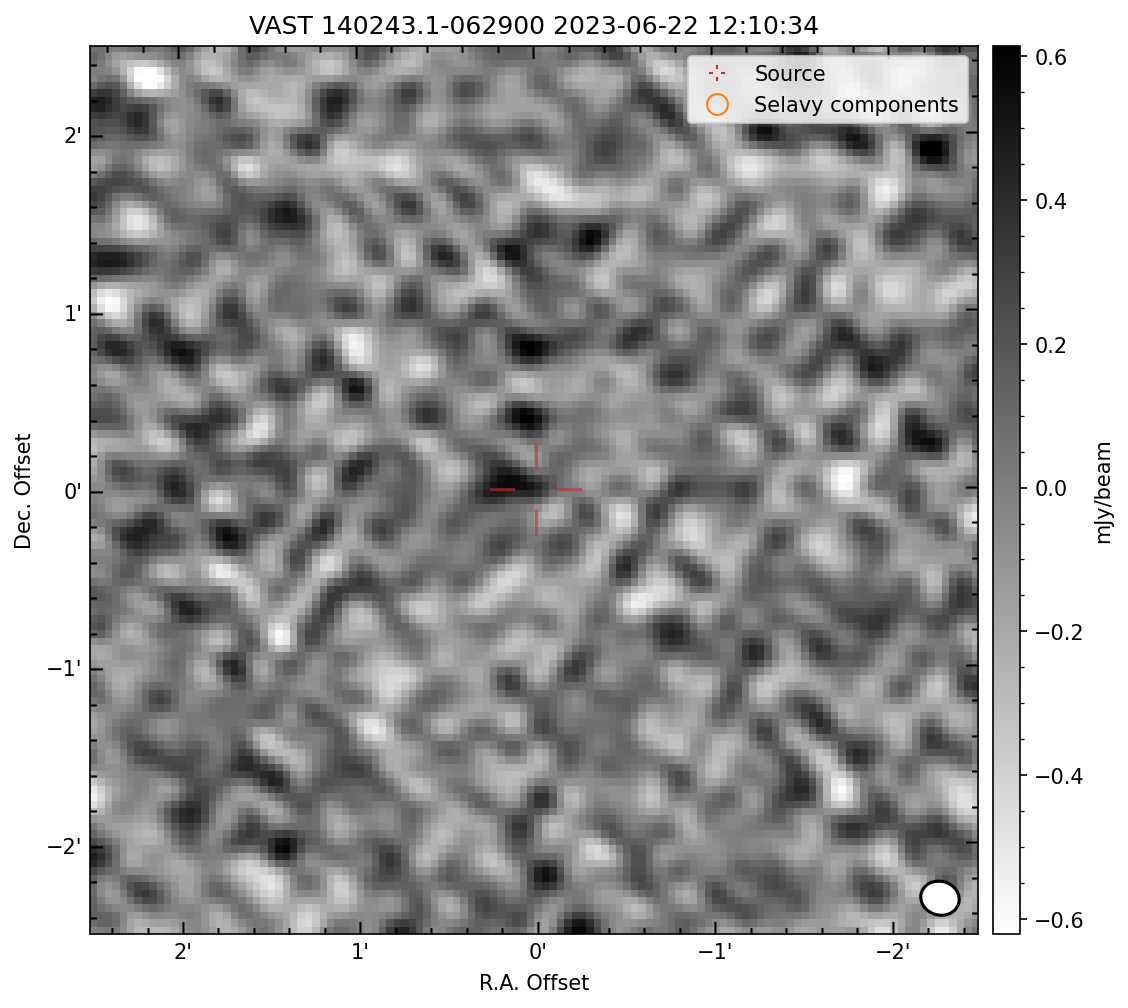 VAST 140243.1-062900 2023-06-22 12:10:34
Source
Selavy components
2'
1'
0'
−1'
−2'
Dec. Offset
2'
1'
0'
−1'
−2'
R.A. Offset
0.6
0.4
0.2
0.0
−0.2
−0.4
−0.6
mJy/beam